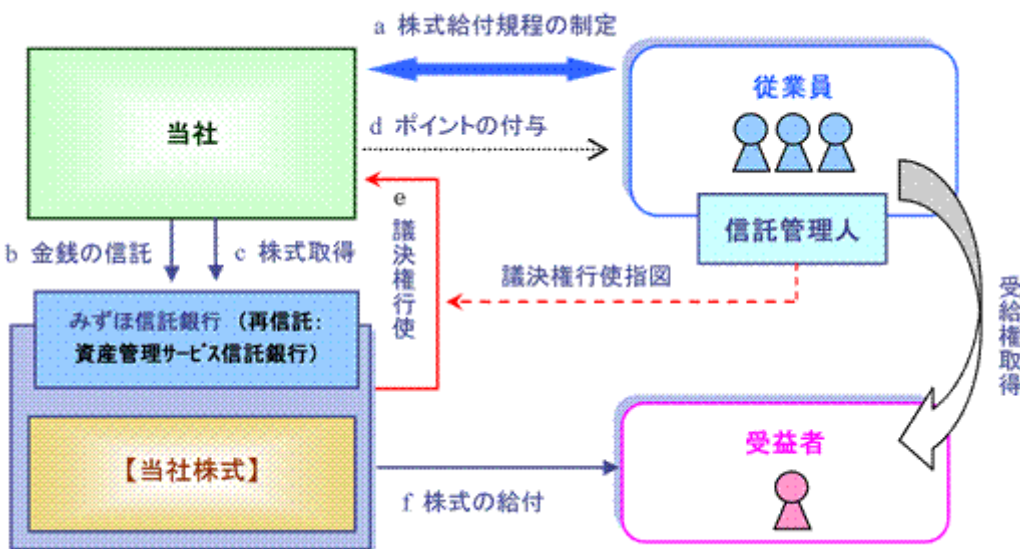 a 株式給付規程の制定
当社
従業員
d ポイントの付与
信託管理人
e 議決権行使
b 金銭の信託
c 株式取得
議決権行使指図
受給権取得
みずほ信託銀行 (再信託:
資産管理サービス信託銀行)
【当社株式】
受益者
f 株式の給付